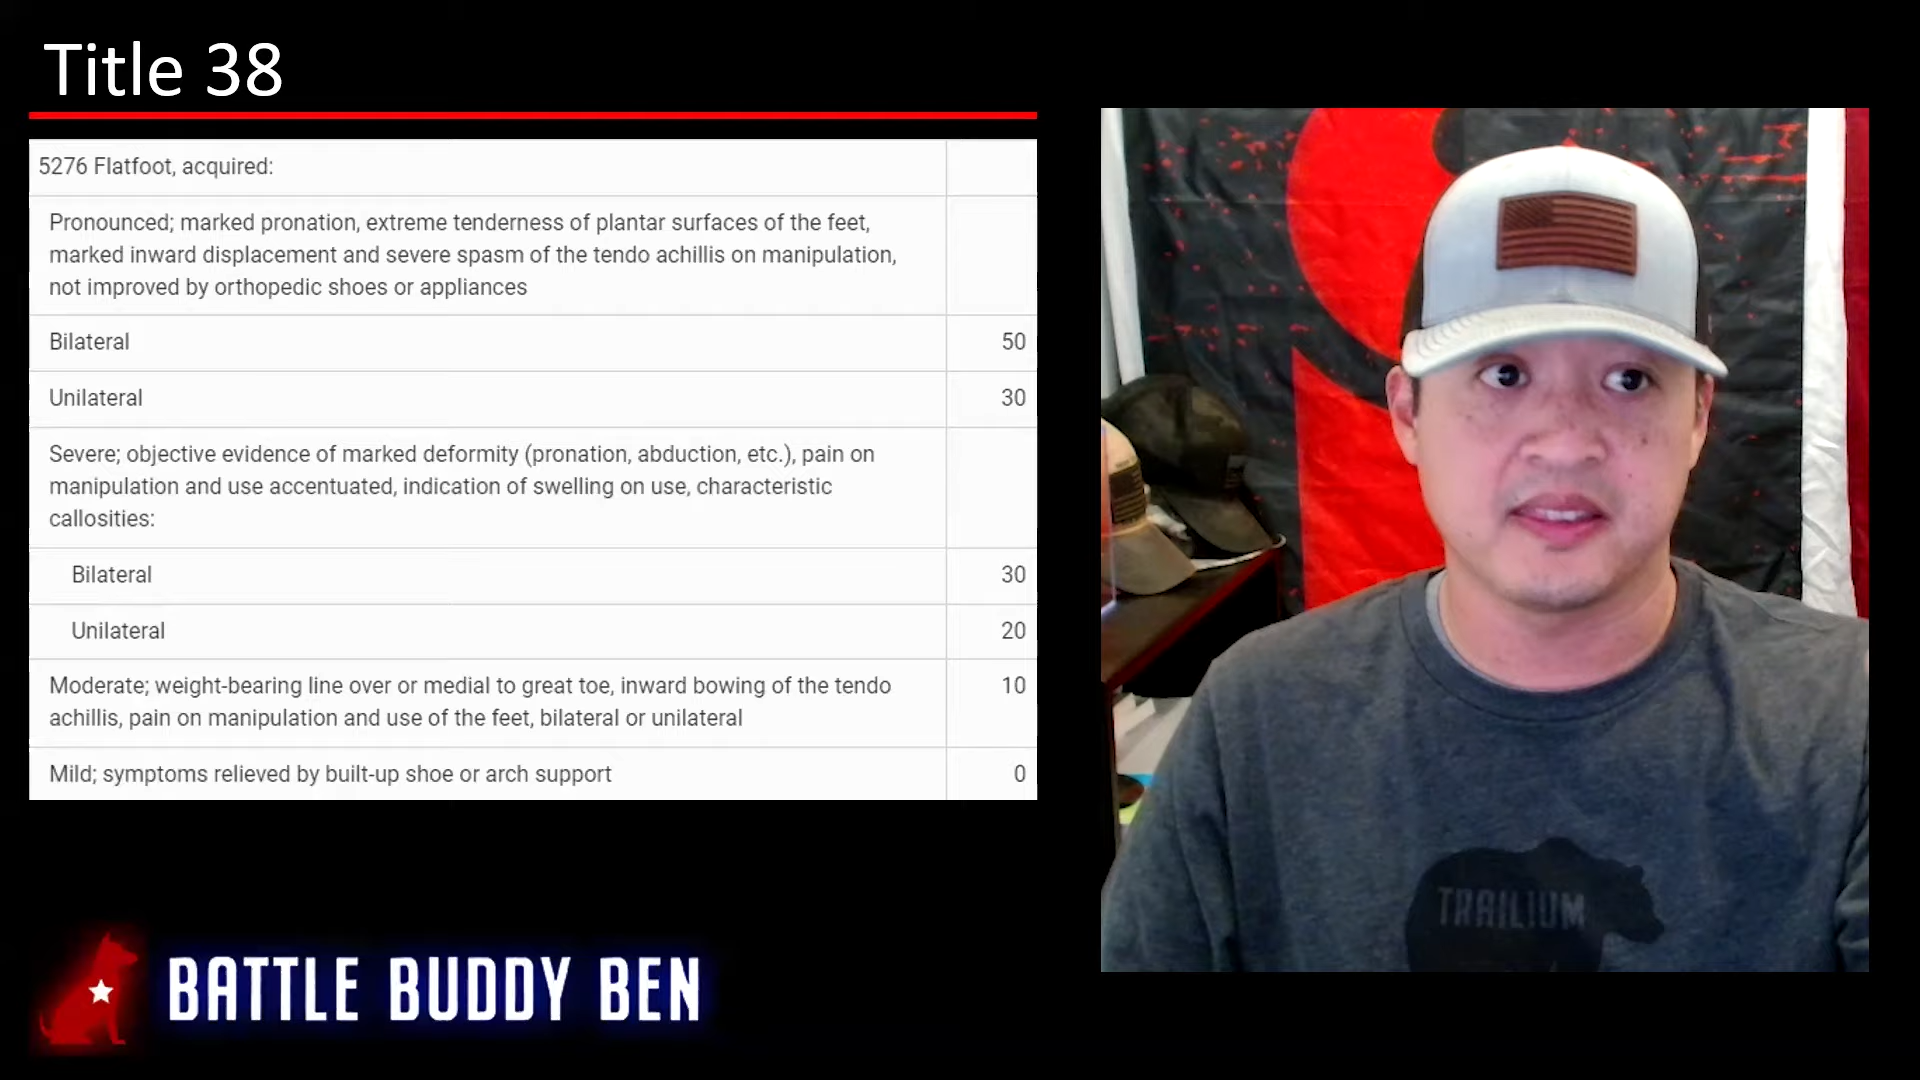 Title 38
5276 Flatfoot, acquired:
Pronounced; marked pronation, extreme tenderness of plantar surfaces of the feet,
marked inward displacement and severe spasm of the tendo achillis on manipulation,
not improved by orthopedic shoes or appliances
Bilateral 50
Unilateral 30
Severe; objective evidence of marked deformity (pronation, abduction, etc.), pain on
manipulation and use accentuated, indication of swelling on use, characteristic
callosities:
Bilateral 30
Unilateral 20
Moderate; weight-bearing line over or medial to great toe, inward bowing of the tendo 10
achillis, pain on manipulation and use of the feet, bilateral or unilateral
Mild; symptoms relieved by built-up shoe or arch support 0
BATTLE BUDDY BEN
TRAILIUM